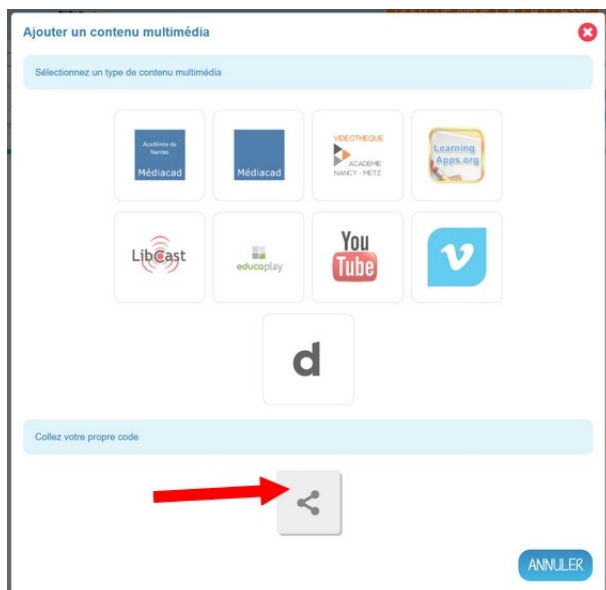 Ajouter un contenu multimédia
Sélectionnez un type de contenu multimédia
Académie de
Nantes
Médiacad
Médiacad
VIDEOTHEQUE
ACADEMIE
NANCY - METZ
Learning
Apps.org
LibCast
educaplay
You
Tube
d
Collez votre propre code
ANNULER